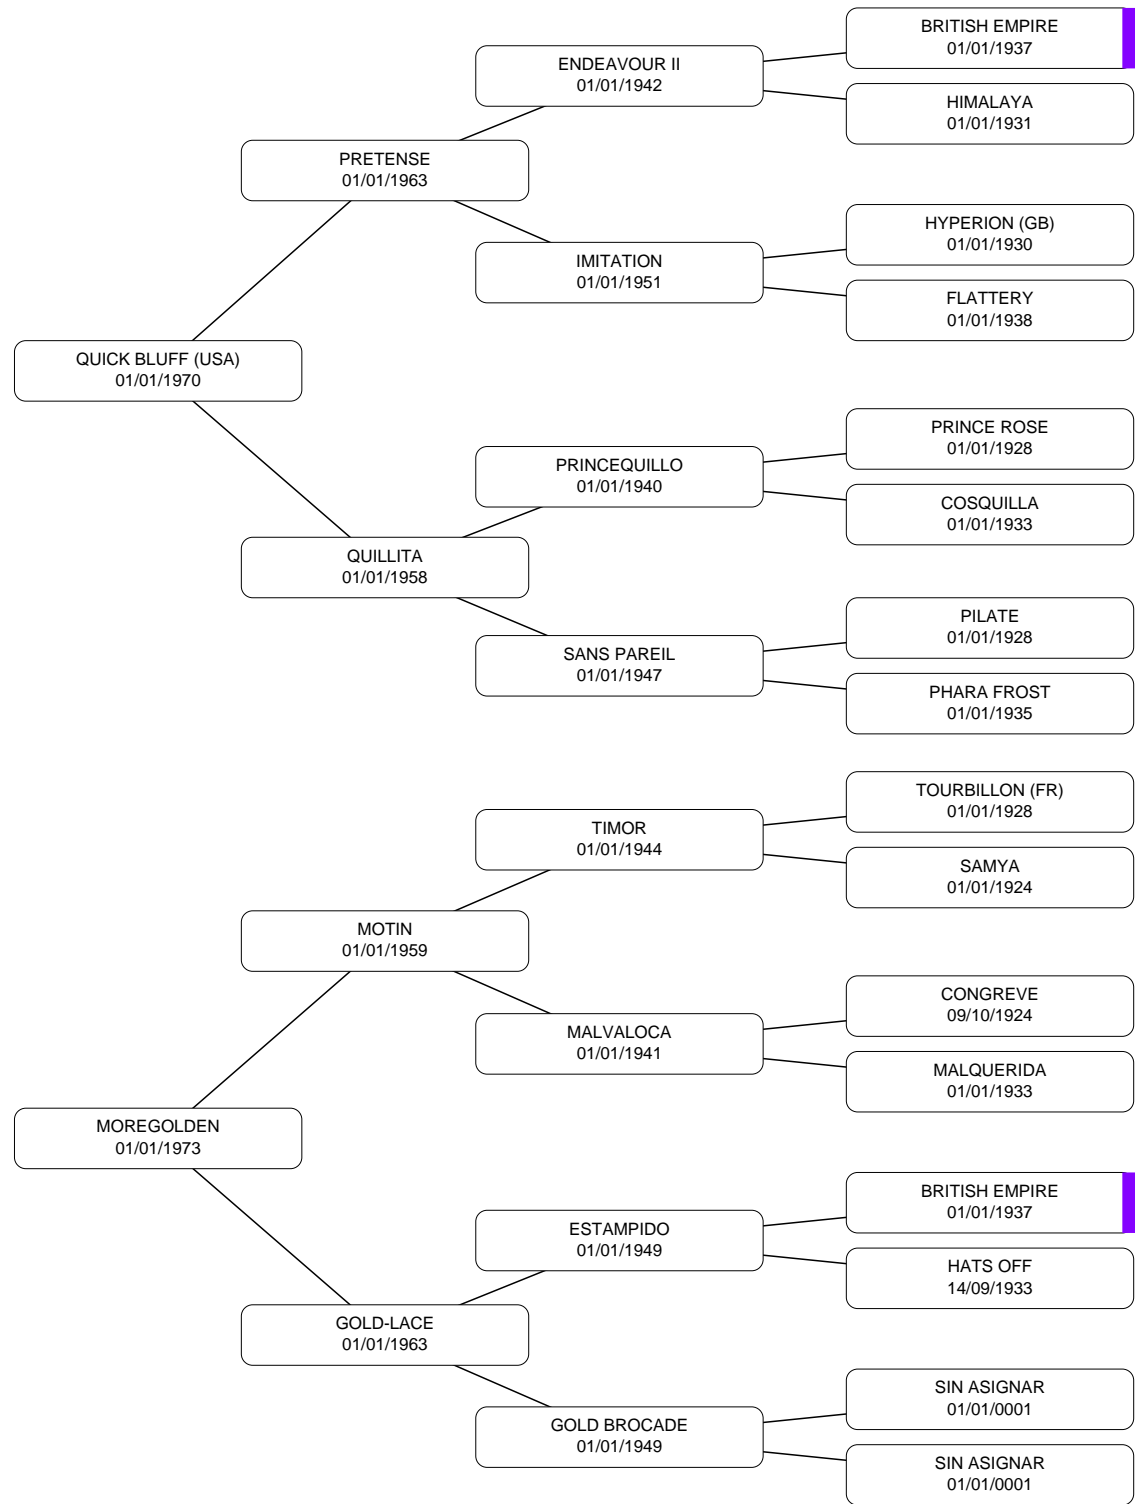 BRITISH EMPIRE
01/01/1937
ENDEAVOUR II
01/01/1942
HIMALAYA
01/01/1931
PRETENSE
01/01/1963
HYPERION (GB)
01/01/1930
IMITATION
01/01/1951
FLATTERY
01/01/1938
QUICK BLUFF (USA)
01/01/1970
PRINCE ROSE
01/01/1928
PRINCEQUILLO
01/01/1940
COSQUILLA
01/01/1933
QUILLITA
01/01/1958
PILATE
01/01/1928
SANS PAREIL
01/01/1947
PHARA FROST
01/01/1935
TOURBILLON (FR)
01/01/1928
TIMOR
01/01/1944
SAMYA
01/01/1924
MOTIN
01/01/1959
CONGREVE
09/10/1924
MALVALOCA
01/01/1941
MALQUERIDA
01/01/1933
MOREGOLDEN
01/01/1973
BRITISH EMPIRE
01/01/1937
ESTAMPIDO
01/01/1949
HATS OFF
14/09/1933
GOLD-LACE
01/01/1963
SIN ASIGNAR
01/01/0001
GOLD BROCADE
01/01/1949
SIN ASIGNAR
01/01/0001